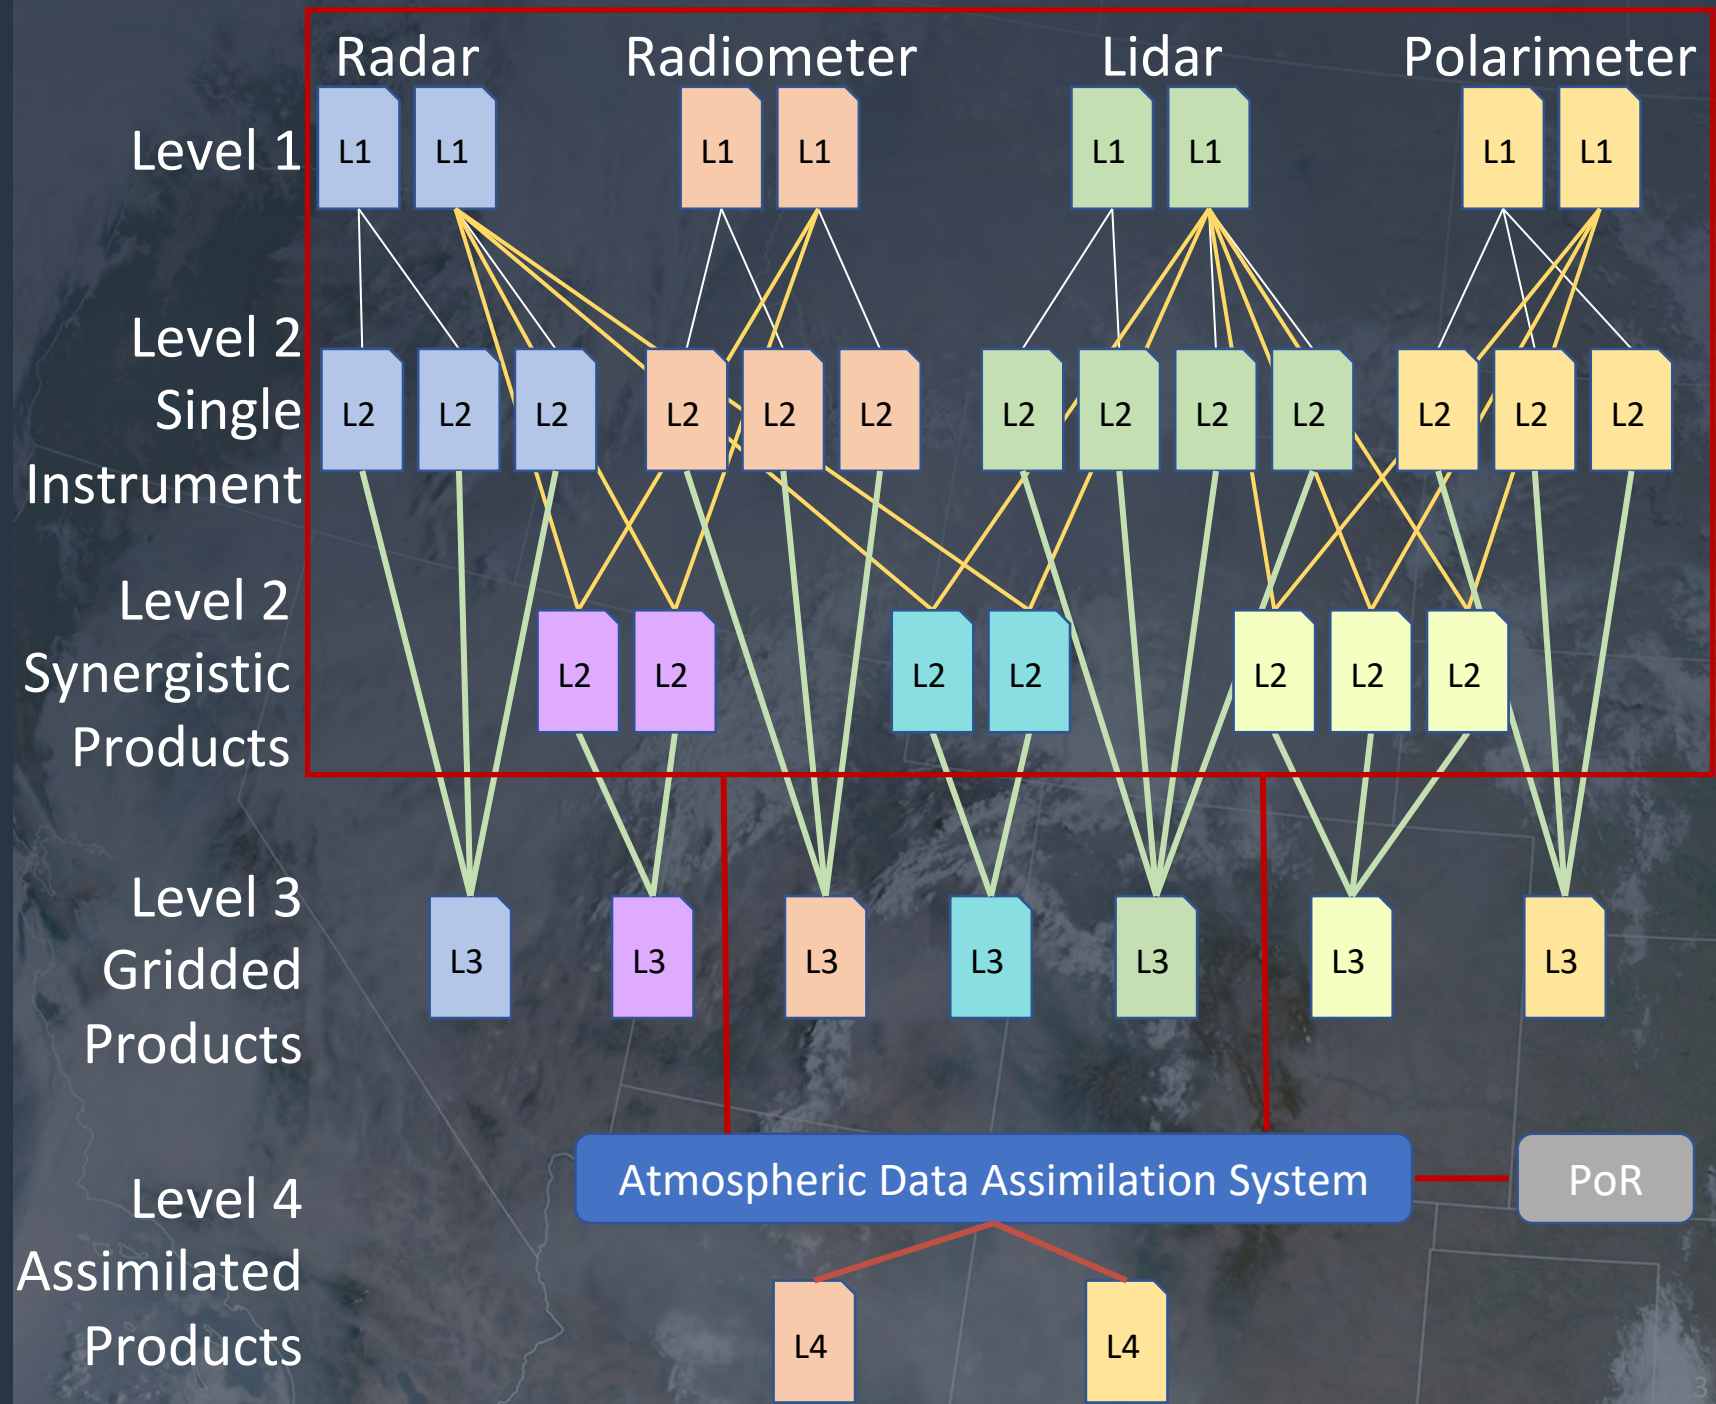 Radar Radiometer Lidar Polarimeter
Level 1
L1 L1 L1 L1 L1 L1 L1 L1
Level 2
Single
Instrument
L2 L2 L2 L2 L2 L2 L2 L2 L2 L2 L2 L2 L2
Level 2
Synergistic
Products
L2 L2 L2 L2 L2 L2 L2
Level 3
Gridded
Products
L3 L3 L3 L3 L3 L3 L3
Atmospheric Data Assimilation System PoR
Level 4
Assimilated
Products
L4 L4
3